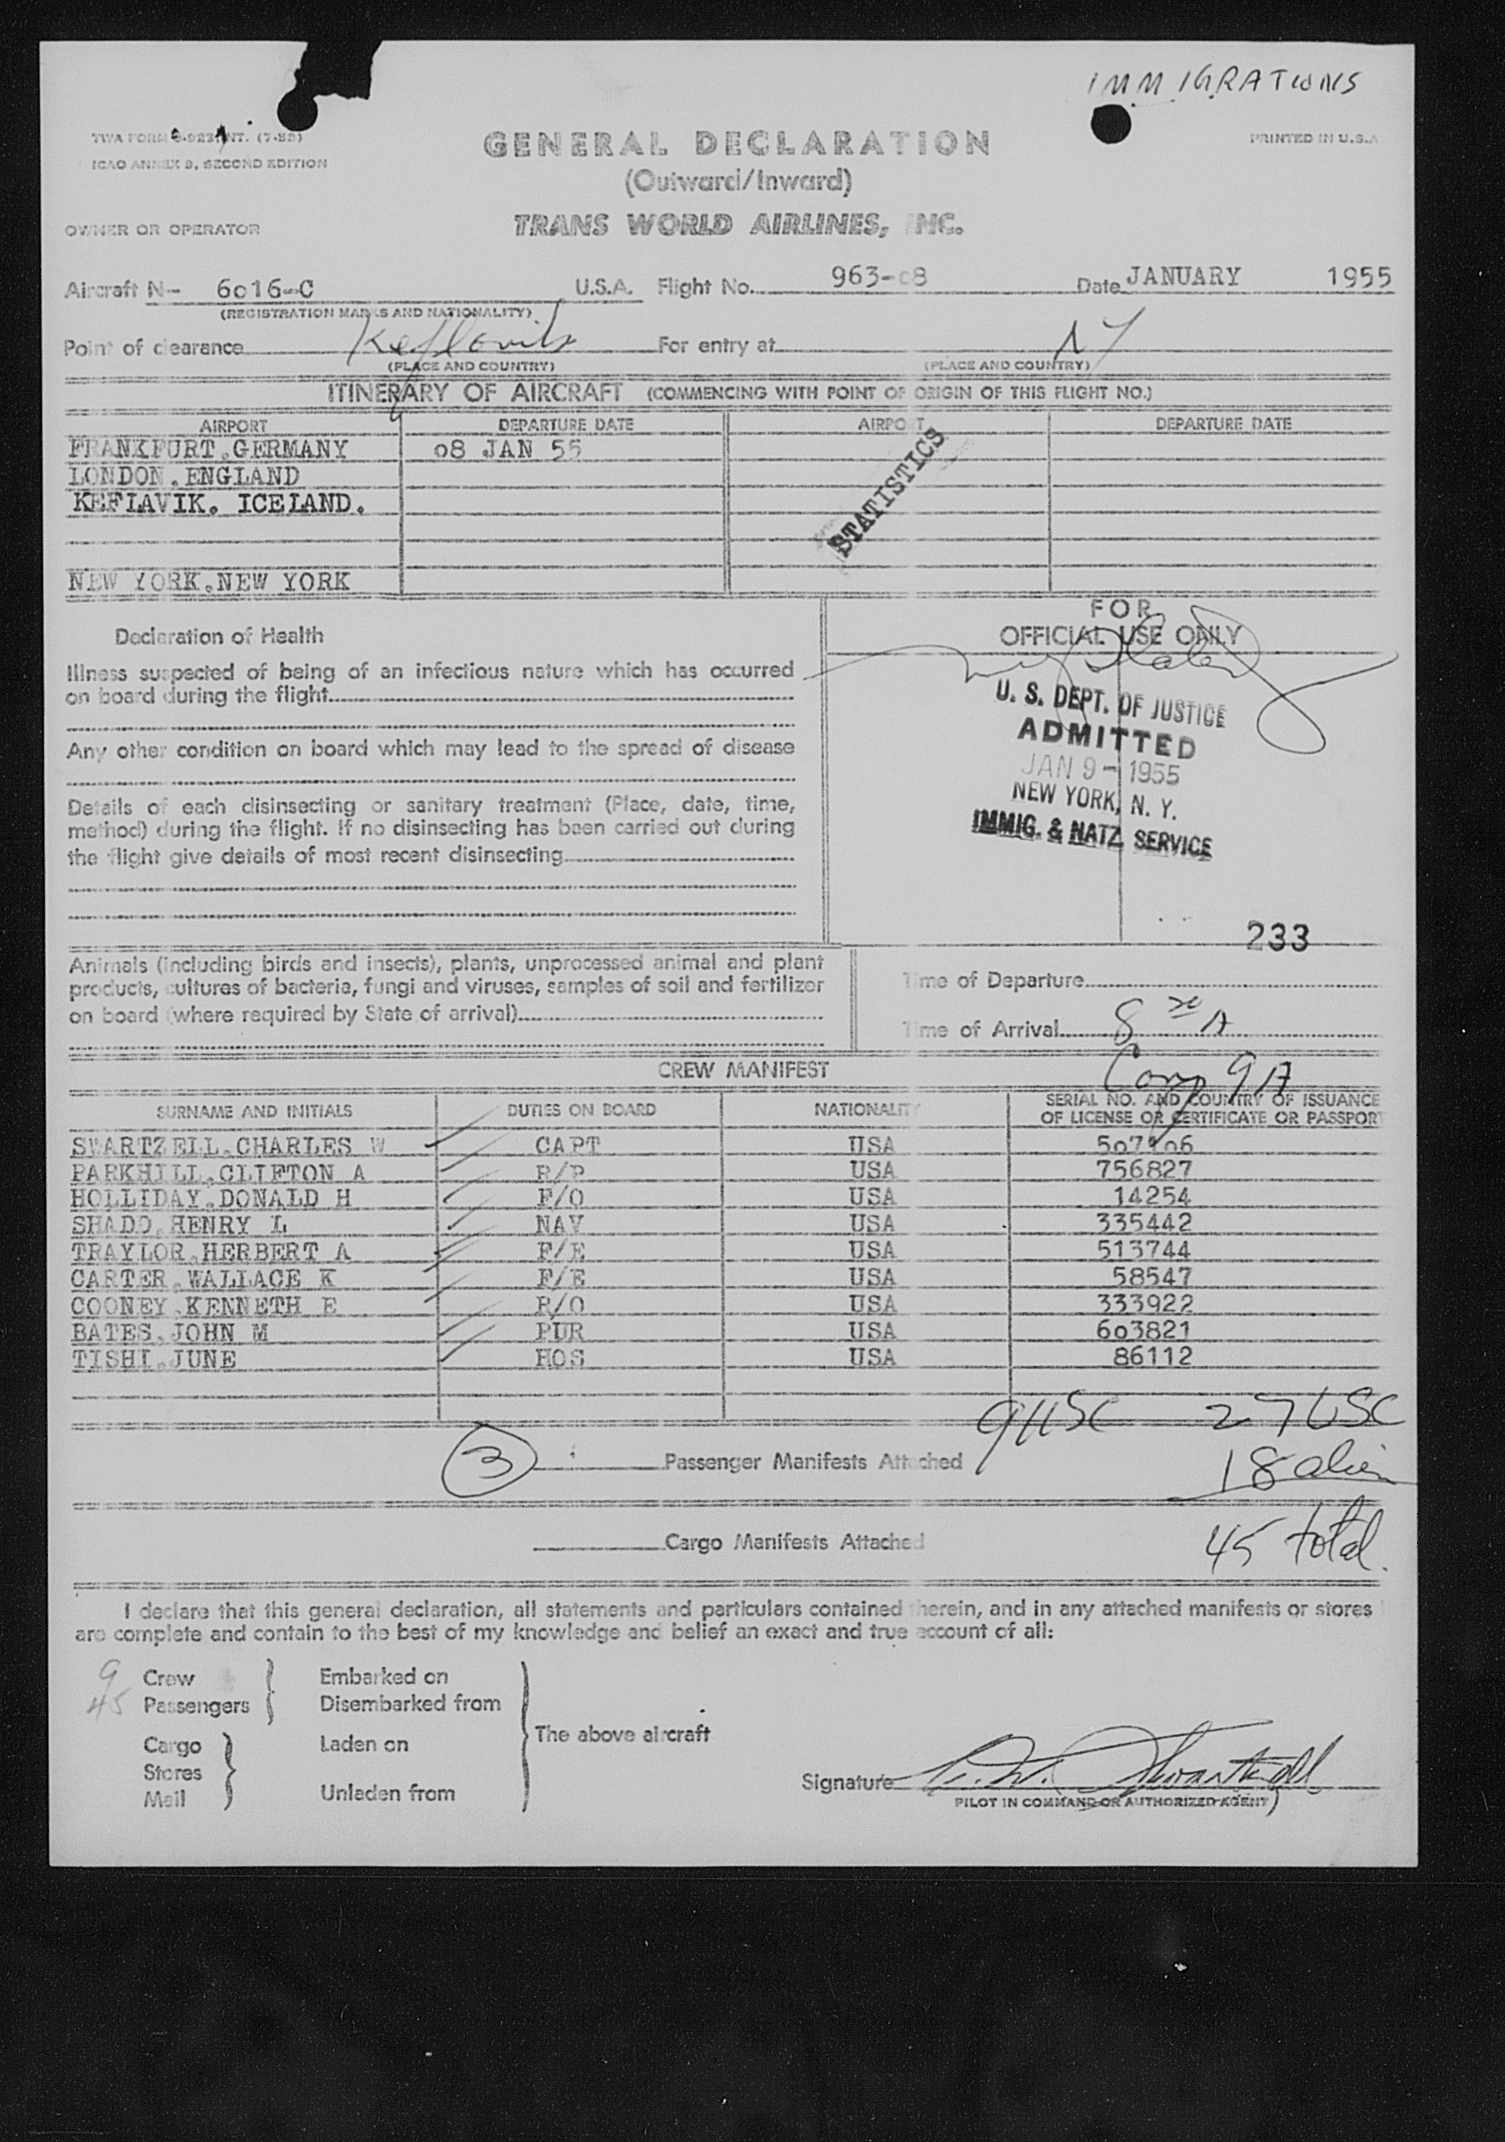 IMMIGRATIONS
ICAO ANNEX 9, SECOND EDITION
GENERAL DECLARATION
PRINTED IN U.S.A.
(Outward/Inward)
OWNER OR OPERATOR
TRANS WORLD AIRLINES, INC.
Aircraft N- 6016-C U.S.A. Flight No. 963-08 Date JANUARY 1955
(REGISTRATION MARKS AND NATIONALITY)
Point of clearance Keflavik For entry at NY
(PLACE AND COUNTRY) (PLACE AND COUNTRY)
ITINERARY OF AIRCRAFT (COMMENCING WITH POINT OF ORIGIN OF THIS FLIGHT NO.)
AIRPORT DEPARTURE DATE AIRPORT DEPARTURE DATE
FRANKFURT.GERMANY 08 JAN 55
LONDON.ENGLAND
KEFLAVIK. ICELAND.
STATISTICS
NEW YORK.NEW YORK
Declaration of Health
Illness suspected of being of an infectious nature which has occurred
on board during the flight
Any other condition on board which may lead to the spread of disease
Details of each disinsecting or sanitary treatment (Place, date, time,
method) during the flight. If no disinsecting has been carried out during
the flight give details of most recent disinsecting
FOR
OFFICIAL USE ONLY
U. S. DEPT. OF JUSTICE
ADMITTED
JAN 9 - 1955
NEW YORK, N. Y.
IMMIG. & NATZ. SERVICE
233
Animals (including birds and insects), plants, unprocessed animal and plant
products, cultures of bacteria, fungi and viruses, samples of soil and fertilizer
on board (where required by State of arrival)
Time of Departure
Time of Arrival 8 A
Comp 9 A
CREW MANIFEST
SURNAME AND INITIALS DUTIES ON BOARD NATIONALITY SERIAL NO. AND COUNTRY OF ISSUANCE
OF LICENSE OR CERTIFICATE OR PASSPORT
SWARTZELL.CHARLES W CAPT USA
PARKHILL.CLIFTON A R/P USA 756827
HOLLIDAY.DONALD H F/O USA 14254
SHADD.HENRY L NAV USA 335442
TRAYLOR.HERBERT A F/E USA 513744
CARTER.WALLACE K F/E USA 58547
COONEY.KENNETH E R/O USA 333922
BATES.JOHN M PUR USA 603821
TISHI.JUNE HOS USA 86112
9 USC 27 USC
3 Passenger Manifests Attached
18 alien
Cargo Manifests Attached
45 total.
I declare that this general declaration, all statements and particulars contained herein, and in any attached manifests or stores
are complete and contain to the best of my knowledge and belief an exact and true account of all:
9 Crew Embarked on
45 Passengers Disembarked from
The above aircraft
Cargo Laden on
Stores
Mail Unladen from
Signature C. W. Swartzell
PILOT IN COMMAND OR AUTHORIZED AGENT)